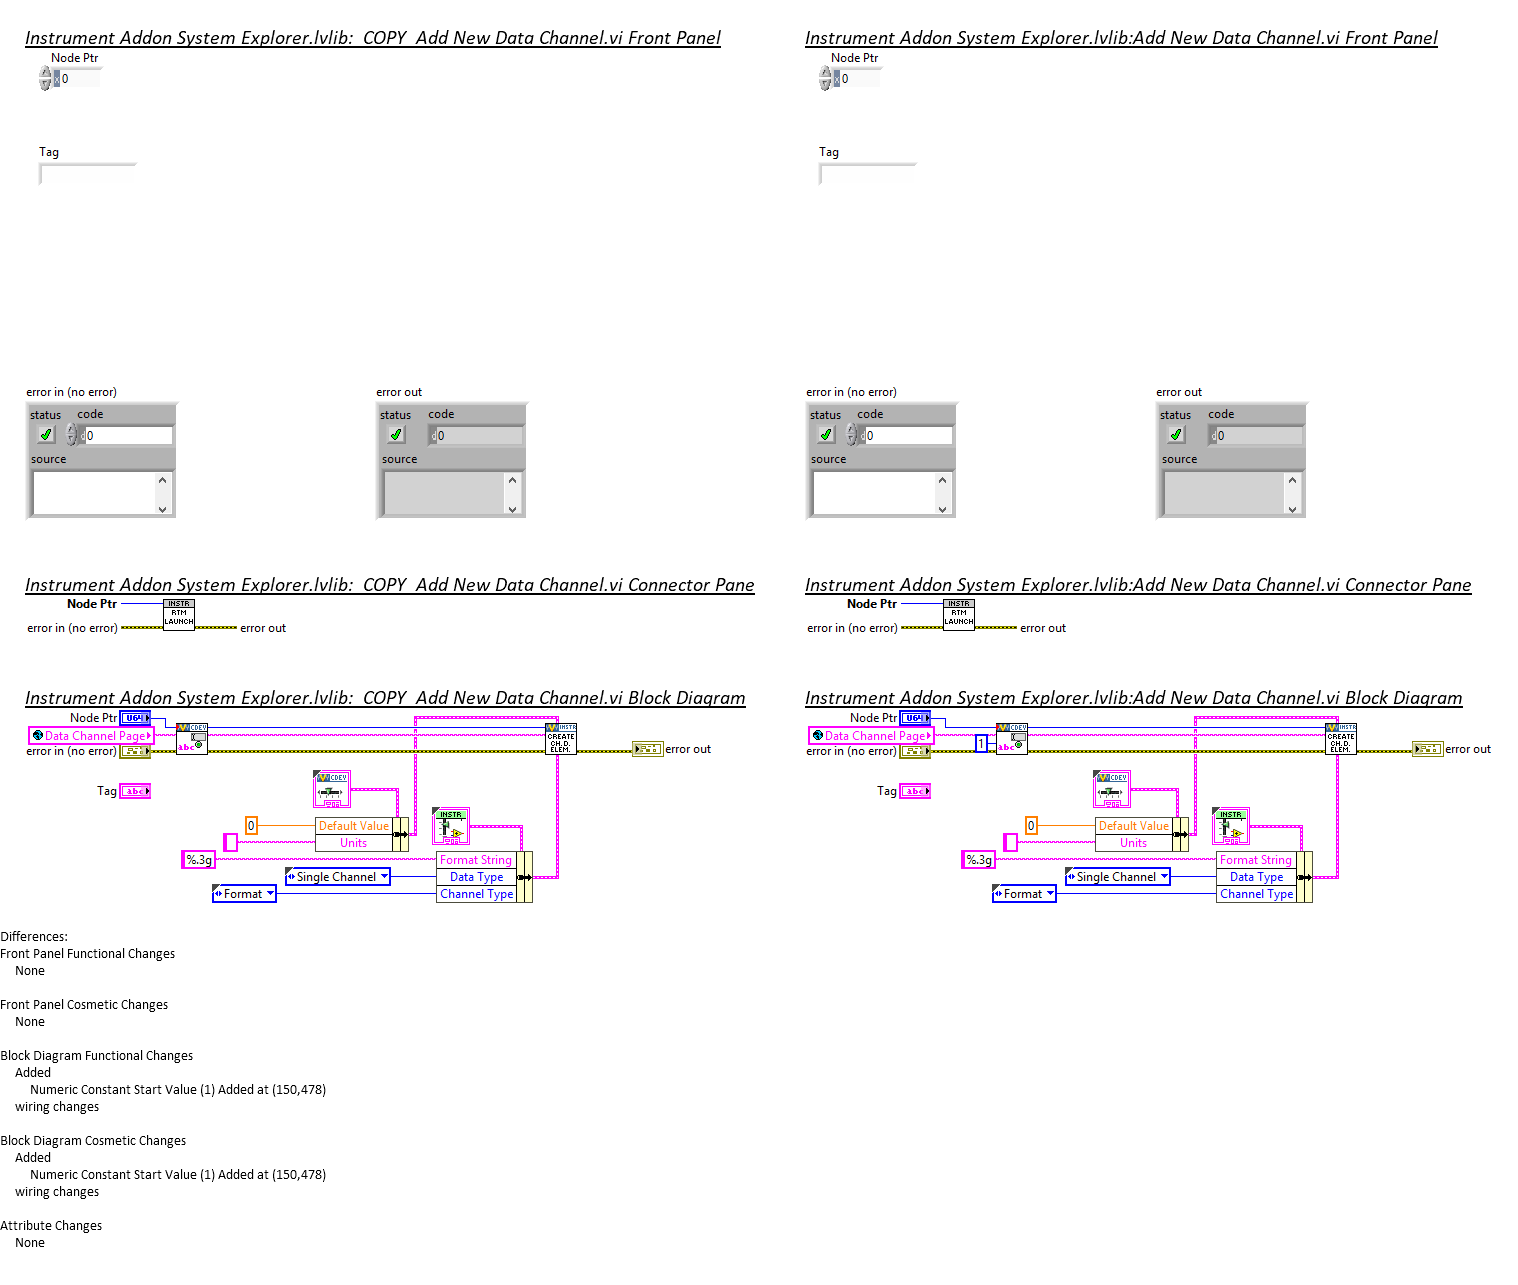 Instrument Addon System Explorer.lvlib:  COPY  Add New Data Channel.vi Front Panel
Node Ptr
x 0
Tag
error in (no error)
error out
status code
d 0
source
status code
d 0
source
Instrument Addon System Explorer.lvlib:Add New Data Channel.vi Front Panel
Node Ptr
x 0
Tag
error in (no error)
error out
status code
d 0
source
status code
d 0
source
Instrument Addon System Explorer.lvlib:  COPY  Add New Data Channel.vi Connector Pane
Node Ptr
INSTR
RTM
LAUNCH
error in (no error)
error out
Instrument Addon System Explorer.lvlib:Add New Data Channel.vi Connector Pane
Node Ptr
INSTR
RTM
LAUNCH
error in (no error)
error out
Instrument Addon System Explorer.lvlib:  COPY  Add New Data Channel.vi Block Diagram
Node Ptr
U64
Data Channel Page
error in (no error)
CDEV
abc
INSTR
CREATE
CH.D.
ELEM.
error out
Tag
abc
CDEV
INSTR
0
Default Value
Units
%.3g
Format String
Single Channel
Data Type
Format
Channel Type
Instrument Addon System Explorer.lvlib:Add New Data Channel.vi Block Diagram
Node Ptr
U64
Data Channel Page
error in (no error)
1
CDEV
abc
INSTR
CREATE
CH.D.
ELEM.
error out
Tag
abc
CDEV
INSTR
0
Default Value
Units
%.3g
Format String
Single Channel
Data Type
Format
Channel Type
Differences:
Front Panel Functional Changes
None
Front Panel Cosmetic Changes
None
Block Diagram Functional Changes
Added
Numeric Constant Start Value (1) Added at (150,478)
wiring changes
Block Diagram Cosmetic Changes
Added
Numeric Constant Start Value (1) Added at (150,478)
wiring changes
Attribute Changes
None